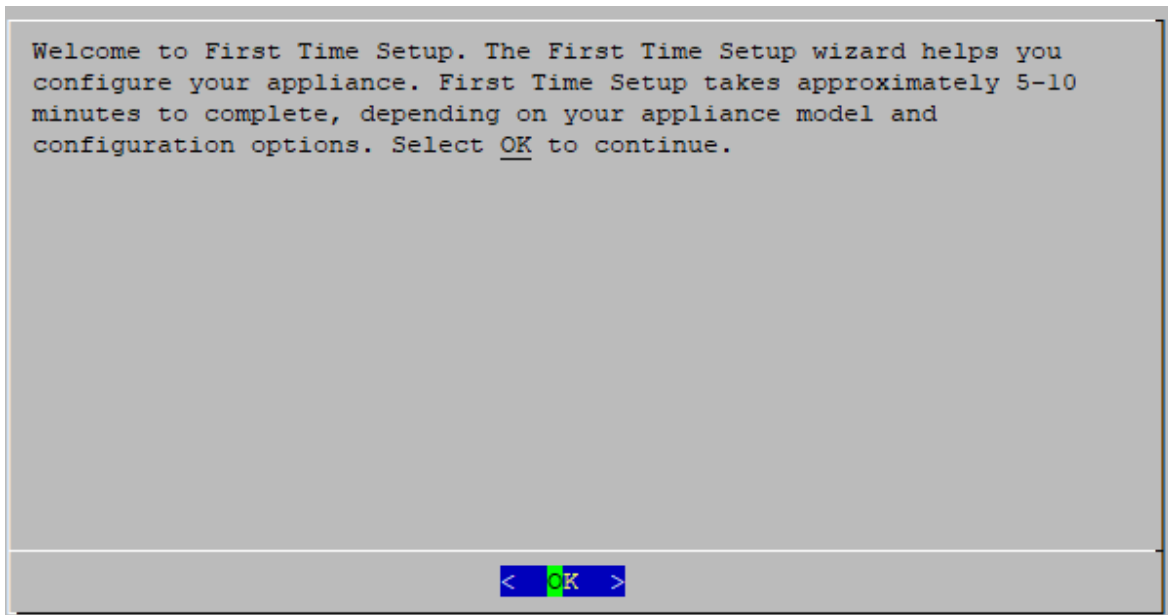 Welcome to First Time Setup. The First Time Setup wizard helps you
configure your appliance. First Time Setup takes approximately 5-10
minutes to complete, depending on your appliance model and
configuration options. Select OK to continue.
< OK >